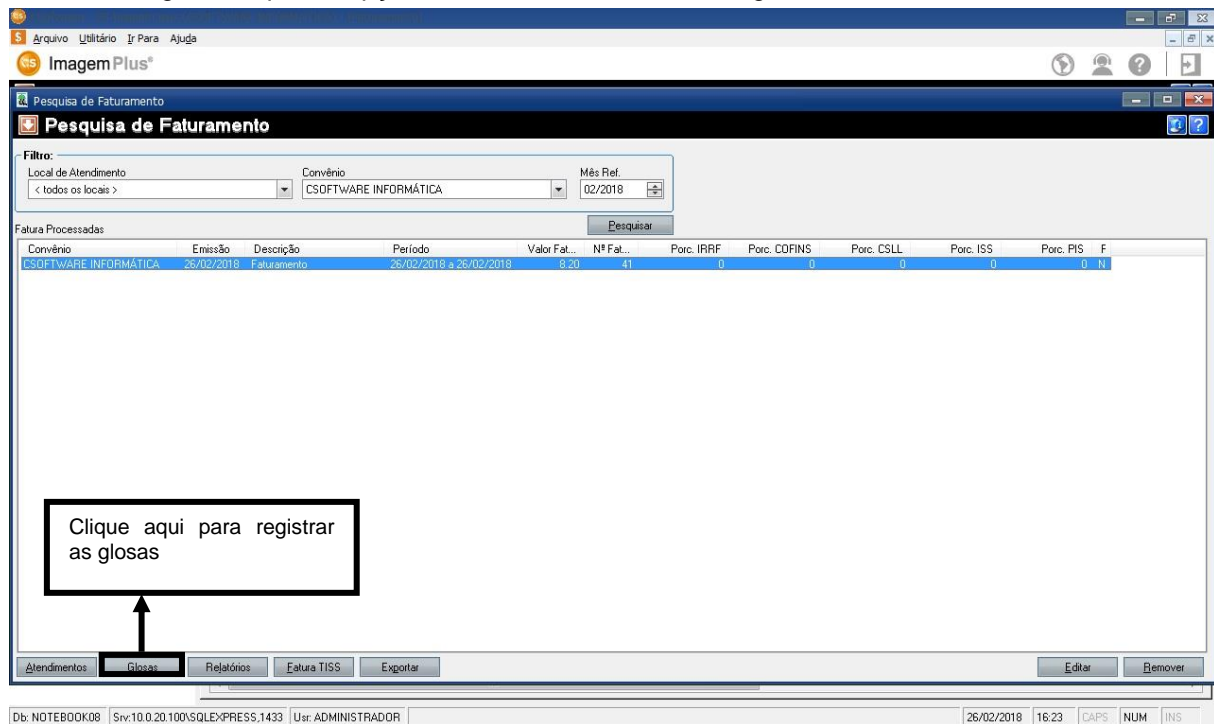 Arquivo Utilitário Ir Para Ajuda
ImagemPlus®
Pesquisa de Faturamento
Pesquisa de Faturamento
Filtro:
Local de Atendimento Convênio Mês Ref.
< todos os locais > CSOFTWARE INFORMÁTICA 02/2018
Fatura Processadas Pesquisar
Convênio Emissão Descrição Período Valor Fat... Nª Fat... Porc. IRRF Porc. COFINS Porc. CSLL Porc. ISS Porc. PIS F
CSOFTWARE INFORMÁTICA 26/02/2018 Faturamento 26/02/2018 a 26/02/2018 8.20 41 0 0 0 0 0 N
Clique aqui para registrar
as glosas
Atendimentos Glosas Relatórios Fatura TISS Exportar Editar Remover
Db: NOTEBOOK08 Srv:10.0.20.100\SQLEXPRESS,1433 Usr: ADMINISTRADOR 26/02/2018 16:23 CAPS NUM INS